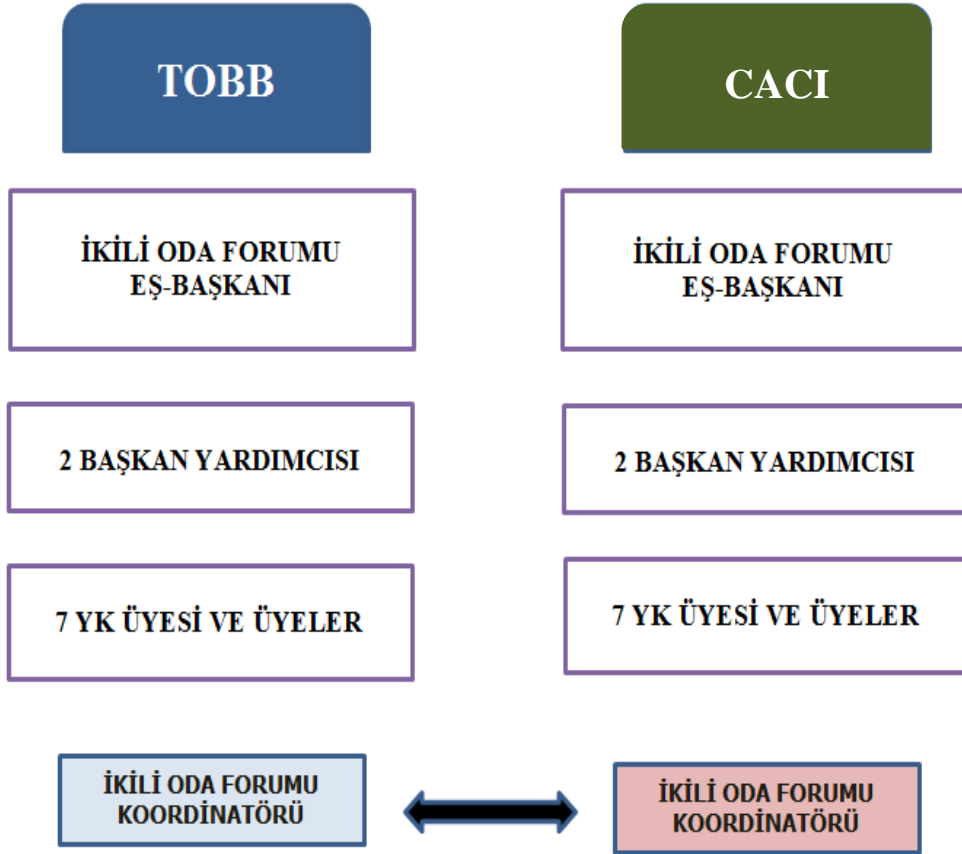 TOBB
CACI
İKİLİ ODA FORUMU
EŞ-BAŞKANI
İKİLİ ODA FORUMU
EŞ-BAŞKANI
2 BAŞKAN YARDIMCISI
2 BAŞKAN YARDIMCISI
7 YK ÜYESİ VE ÜYELER
7 YK ÜYESİ VE ÜYELER
İKİLİ ODA FORUMU
KOORDİNATÖRÜ
İKİLİ ODA FORUMU
KOORDİNATÖRÜ